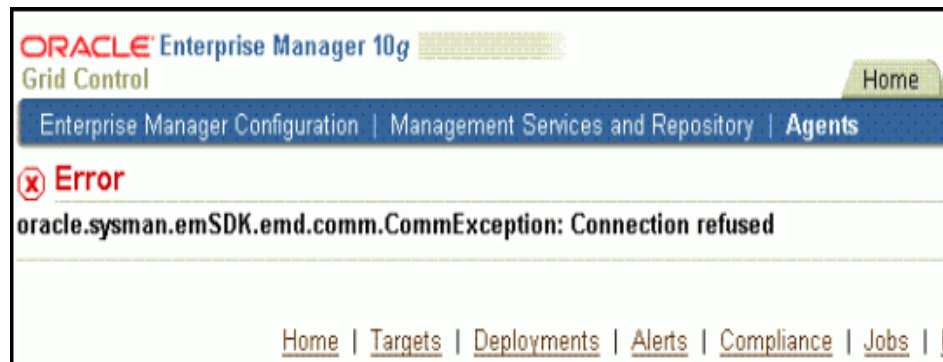 ORACLE Enterprise Manager 10g
Grid Control
Home
Enterprise Manager Configuration | Management Services and Repository | Agents
Error
oracle.sysman.emSDK.emd.comm.CommException: Connection refused
Home | Targets | Deployments | Alerts | Compliance | Jobs |